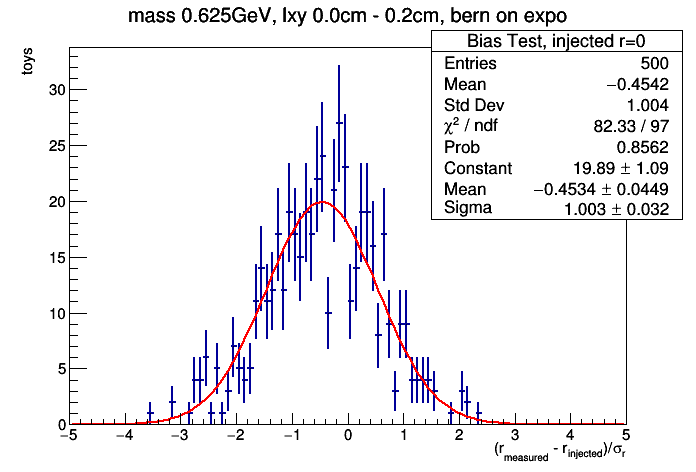 mass 0.625GeV, lxy 0.0cm - 0.2cm, bern on expo
Bias Test, injected r=0
Entries 500
Mean −0.4542
Std Dev 1.004
χ² / ndf 82.33 / 97
Prob 0.8562
Constant 19.89 ± 1.09
Mean −0.4534 ± 0.0449
Sigma 1.003 ± 0.032
toys
30
25
20
15
10
5
0
−5 −4 −3 −2 −1 0 1 2 3 4 5
(r_measured - r_injected)/σ_r